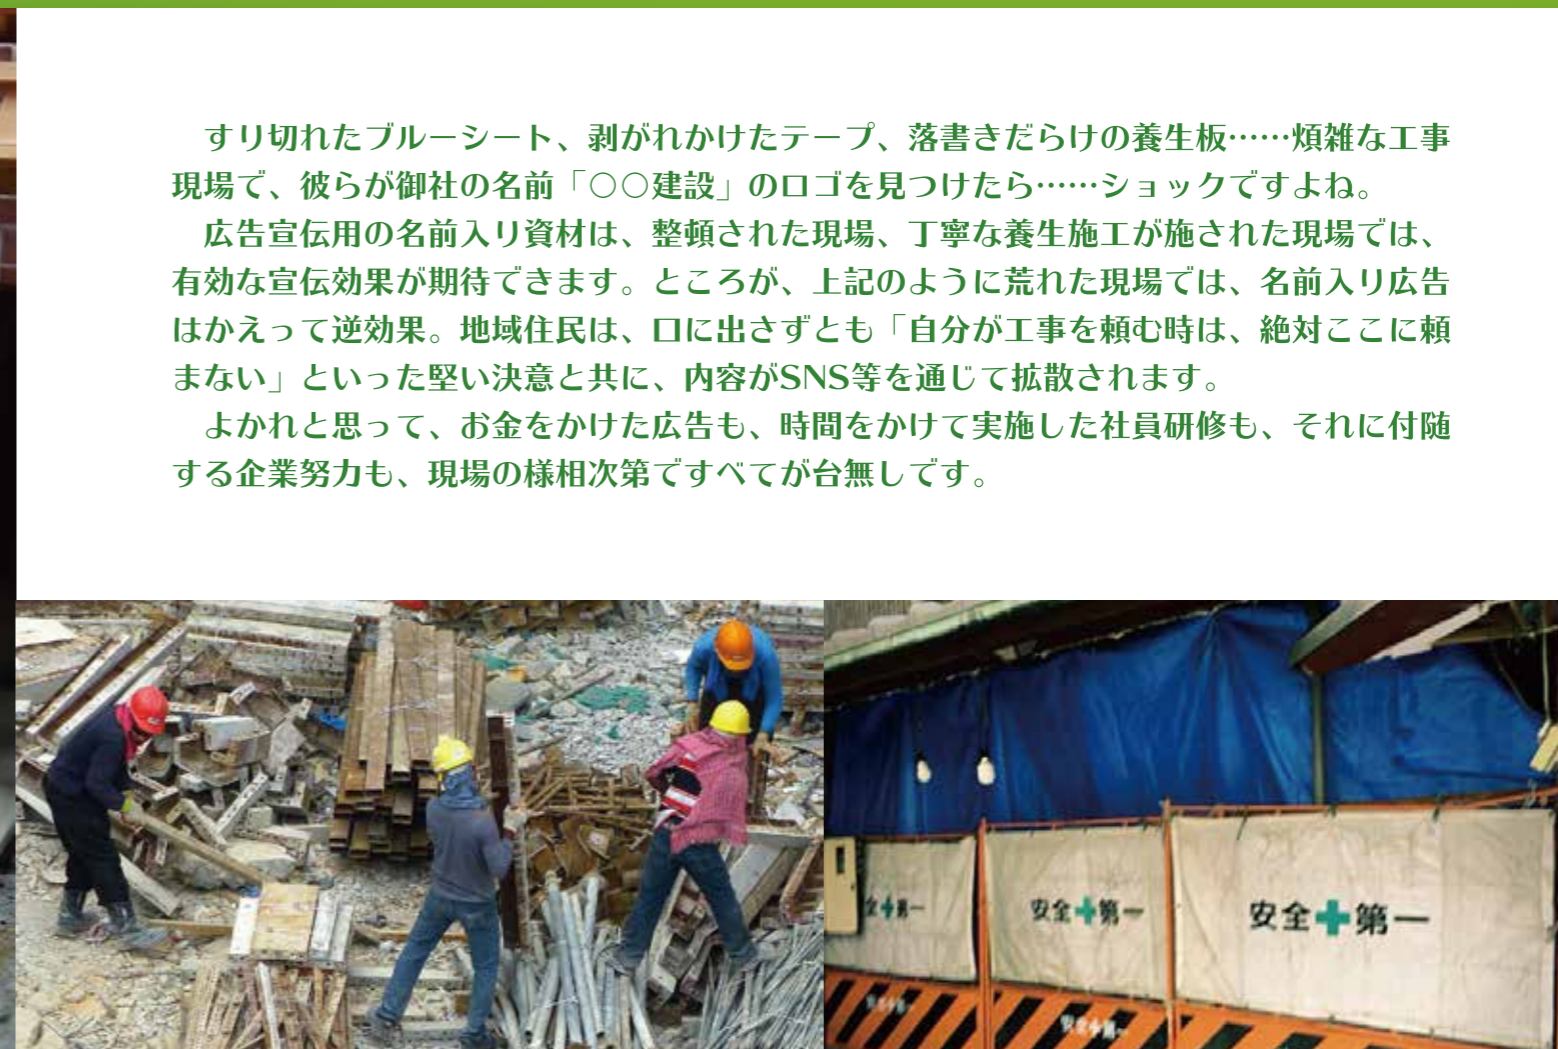 すり切れたブルーシート、剥がれかけたテープ、落書きだらけの養生板……煩雑な工事
現場で、彼らが御社の名前「○○建設」のロゴを見つけたら……ショックですよね。
広告宣伝用の名前入り資材は、整頓された現場、丁寧な養生施工が施された現場では、
有効な宣伝効果が期待できます。ところが、上記のように荒れた現場では、名前入り広告
はかえって逆効果。地域住民は、口に出さずとも「自分が工事を頼む時は、絶対ここに頼
まない」といった堅い決意と共に、内容がSNS等を通じて拡散されます。
よかれと思って、お金をかけた広告も、時間をかけて実施した社員研修も、それに付随
する企業努力も、現場の様相次第ですべてが台無しです。
安全第一
安全第一
安全第一
安全第一